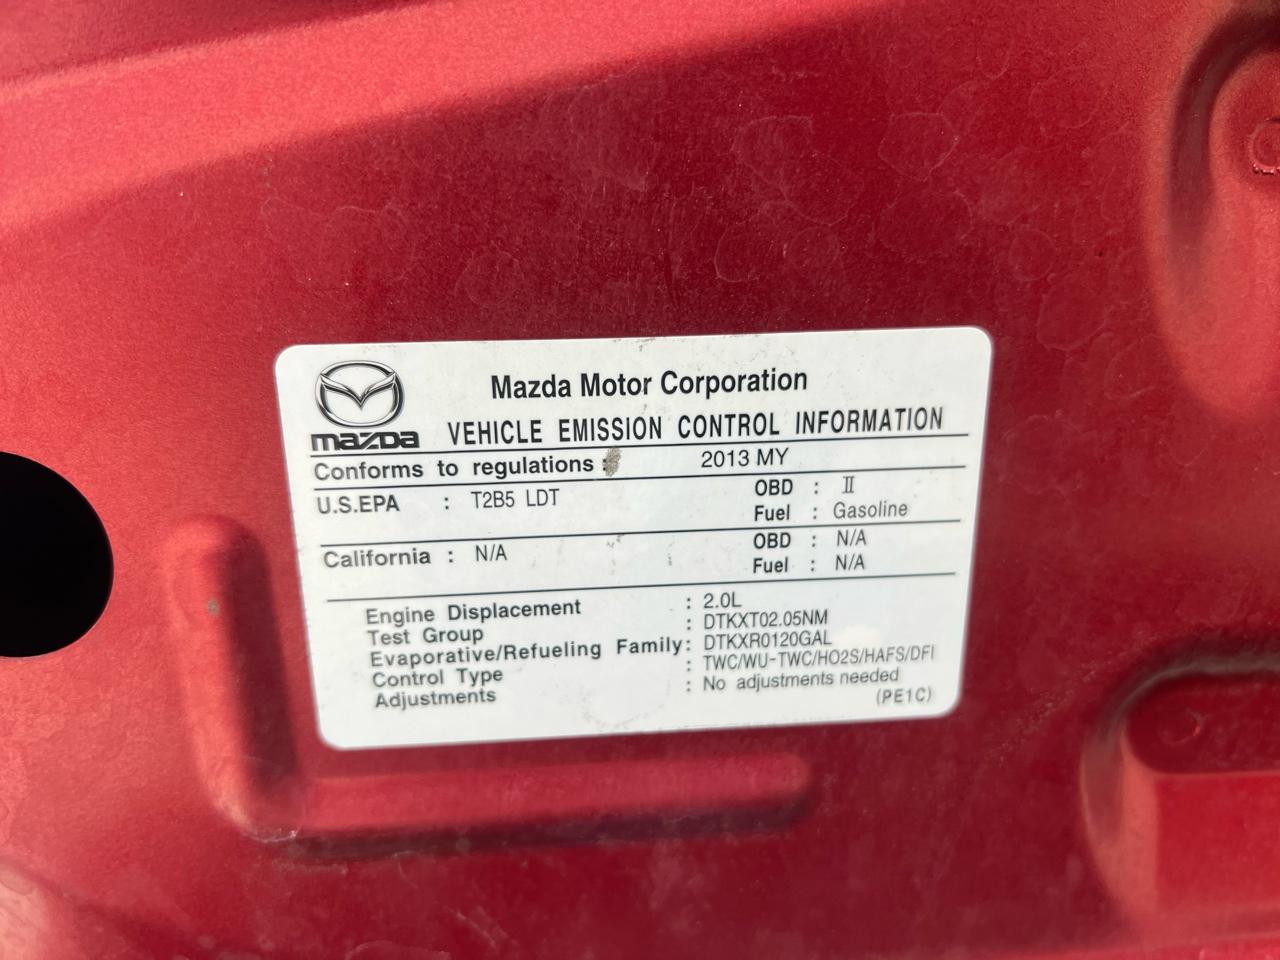 Mazda Motor Corporation
mazda VEHICLE EMISSION CONTROL INFORMATION
Conforms to regulations : 2013 MY
U.S.EPA : T2B5 LDT OBD : II
Fuel : Gasoline
California : N/A OBD : N/A
Fuel : N/A
Engine Displacement : 2.0L
Test Group : DTKXT02.05NM
Evaporative/Refueling Family: DTKXR0120GAL
Control Type : TWC/WU-TWC/HO2S/HAFS/DFI
Adjustments : No adjustments needed
(PE1C)